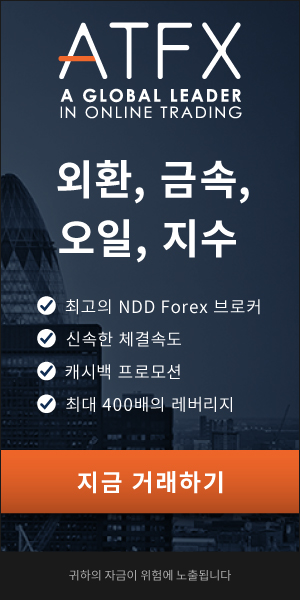 ATFX
A GLOBAL LEADER
IN ONLINE TRADING
외환, 금속,
오일, 지수
최고의 NDD Forex 브로커
신속한 체결속도
캐시백 프로모션
최대 400배의 레버리지
지금 거래하기
귀하의 자금이 위험에 노출됩니다